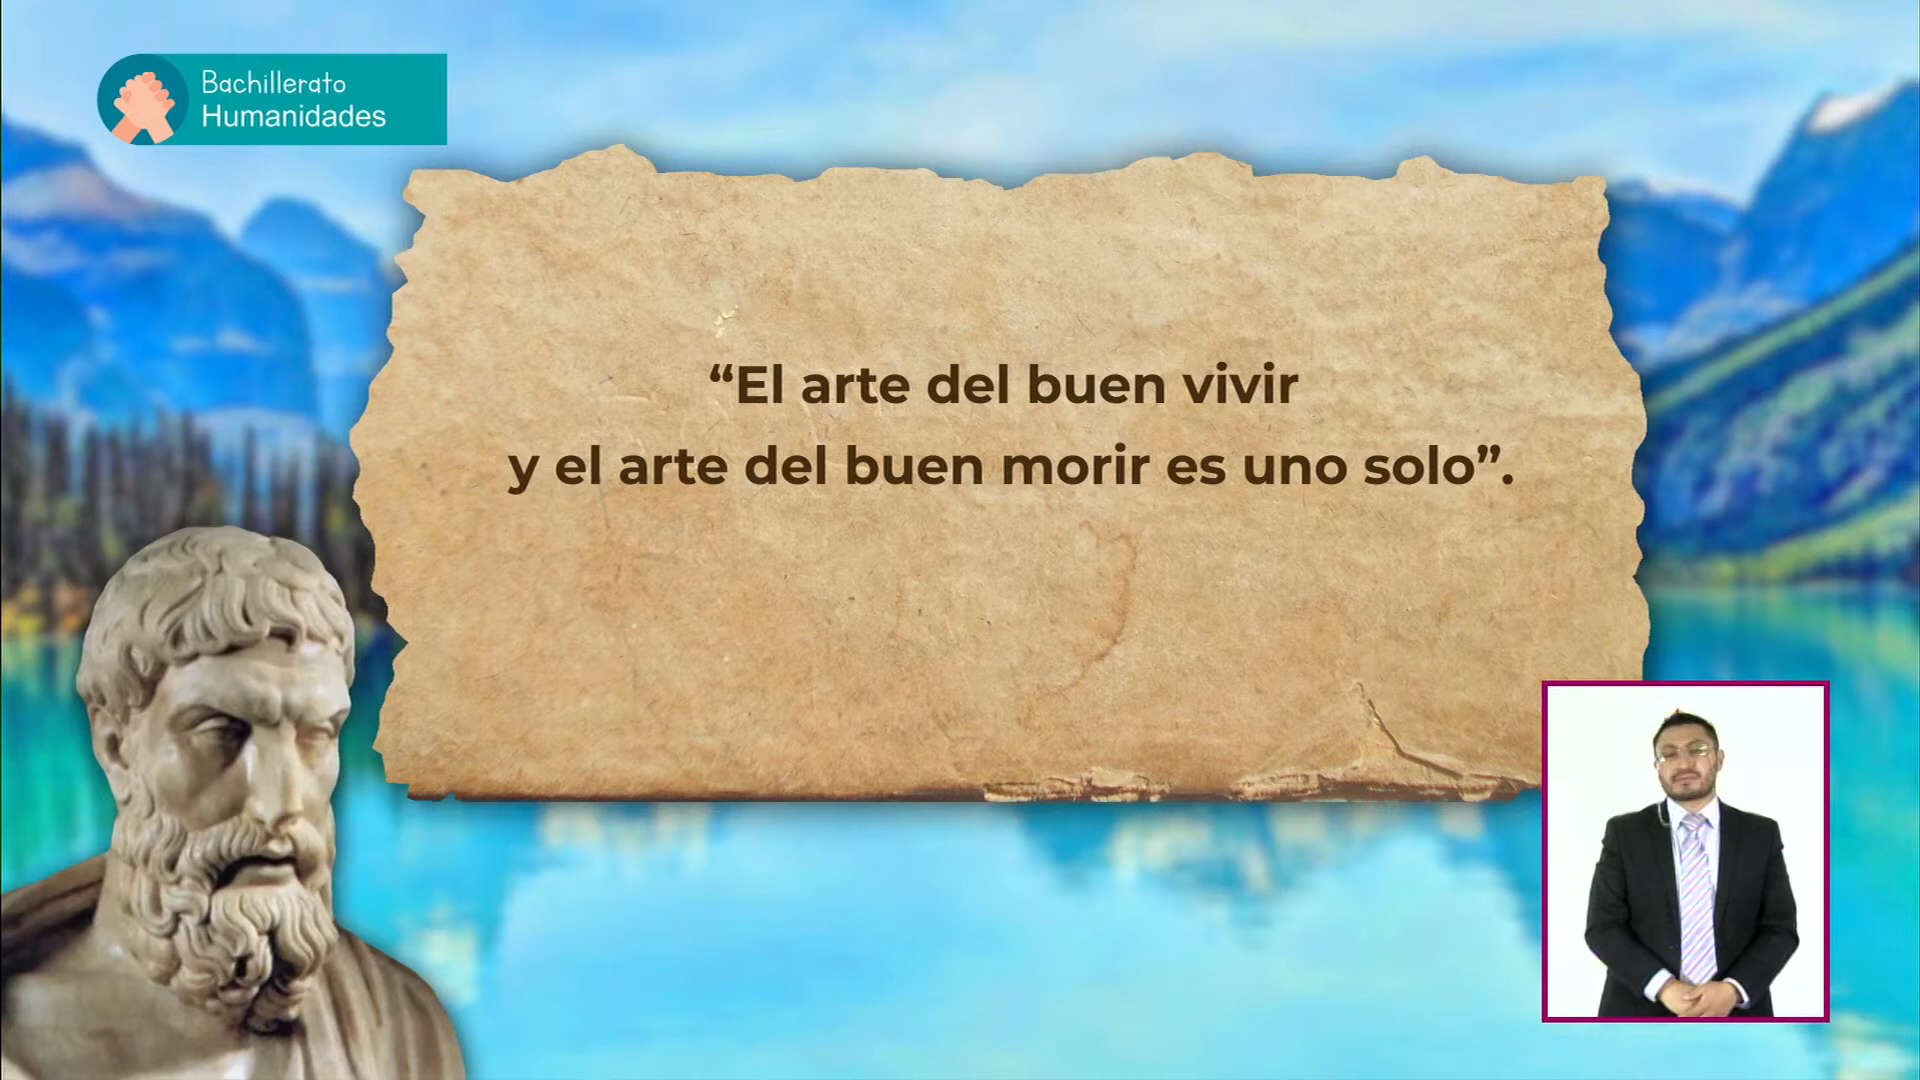 Bachillerato
Humanidades
“El arte del buen vivir
y el arte del buen morir es uno solo”.